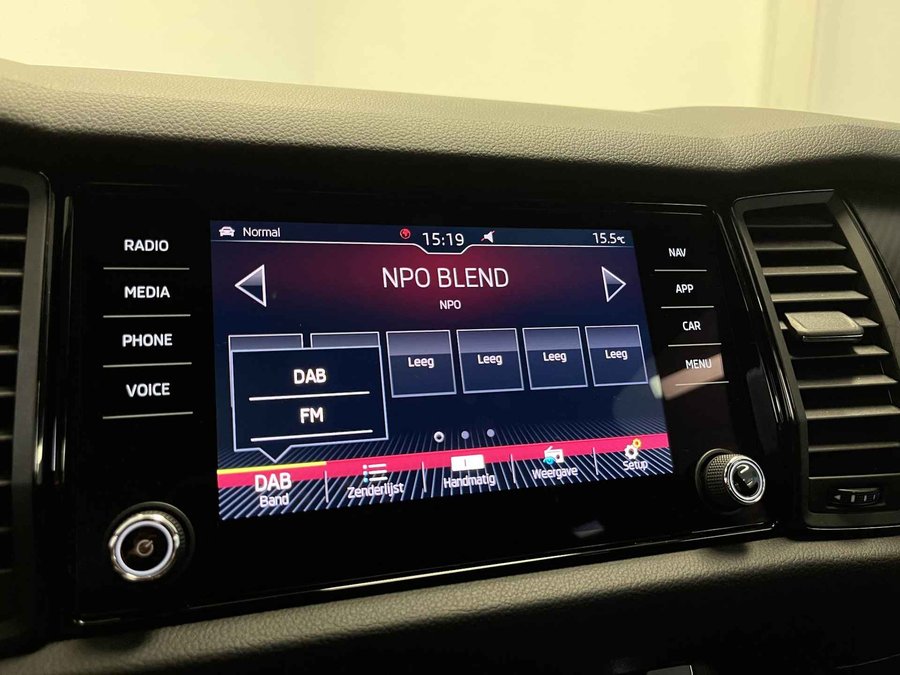 RADIO
MEDIA
PHONE
VOICE
Normal
15:19
15.5°C
NPO BLEND
NPO
Leeg
Leeg
Leeg
Leeg
DAB
FM
DAB
Band
Zenderlijst
Handmatig
Weergave
Setup
NAV
APP
CAR
MENU